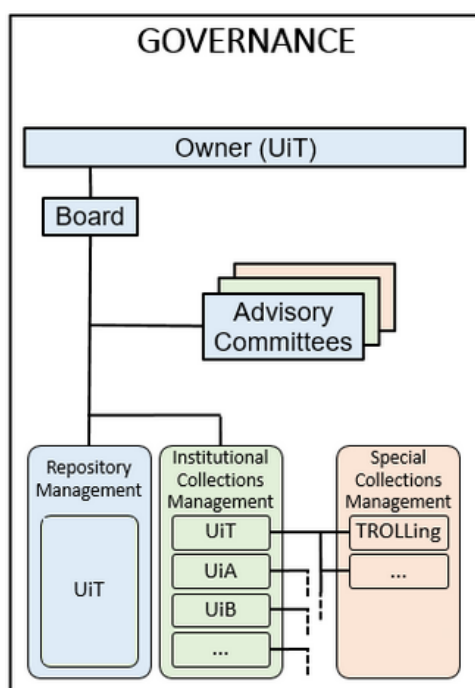 GOVERNANCE
Owner (UiT)
Board
Advisory
Committees
Repository
Management
UiT
Institutional
Collections
Management
UiT
UiA
UiB
...
Special
Collections
Management
TROLLing
...